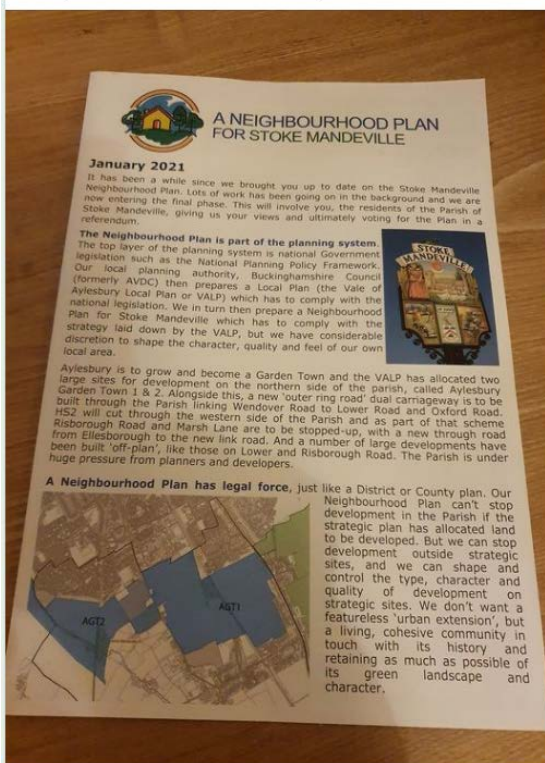 A NEIGHBOURHOOD PLAN
FOR STOKE MANDEVILLE
January 2021
It has been a while since we brought you up to date on the Stoke Mandeville
Neighbourhood Plan. Lots of work has been going on in the background and we are
now entering the final phase. This will involve you, the residents of the Parish of
Stoke Mandeville, giving us your views and ultimately voting for the Plan in a
referendum.
The Neighbourhood Plan is part of the planning system.
The top layer of the planning system is national Government
legislation such as the National Planning Policy Framework.
Our local planning authority, Buckinghamshire Council
(formerly AVDC) then prepares a Local Plan (the Vale of
Aylesbury Local Plan or VALP) which has to comply with the
national legislation. We in turn then prepare a Neighbourhood
Plan for Stoke Mandeville which has to comply with the
strategy laid down by the VALP, but we have considerable
discretion to shape the character, quality and feel of our own
local area.
STOKE
MANDEVILLE
Aylesbury is to grow and become a Garden Town and the VALP has allocated two
large sites for development on the northern side of the parish, called Aylesbury
Garden Town 1 & 2. Alongside this, a new 'outer ring road' dual carriageway is to be
built through the Parish linking Wendover Road to Lower Road and Oxford Road.
HS2 will cut through the western side of the Parish and as part of that scheme
Risborough Road and Marsh Lane are to be stopped-up, with a new through road
from Ellesborough to the new link road. And a number of large developments have
been built 'off-plan', like those on Lower and Risborough Road. The Parish is under
huge pressure from planners and developers.
A Neighbourhood Plan has legal force, just like a District or County plan. Our
Neighbourhood Plan can't stop
development in the Parish if the
strategic plan has allocated land
to be developed. But we can stop
development outside strategic
sites, and we can shape and
control the type, character and
quality of development on
strategic sites. We don't want a
featureless 'urban extension', but
a living, cohesive community in
touch with its history and
retaining as much as possible of
its green landscape and
character.
AGT2
AGT1